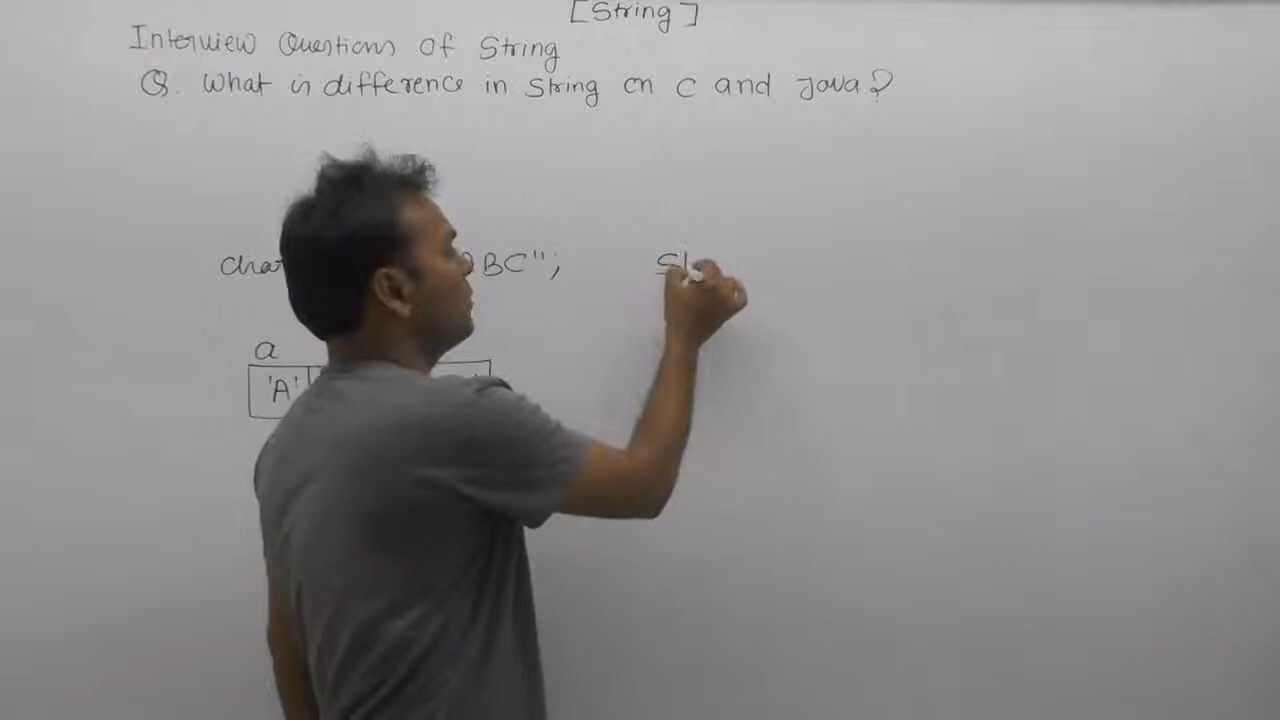 [String]
Interview Questions of String
Q. What is difference in String in C and Java?
BC";
a
'A'